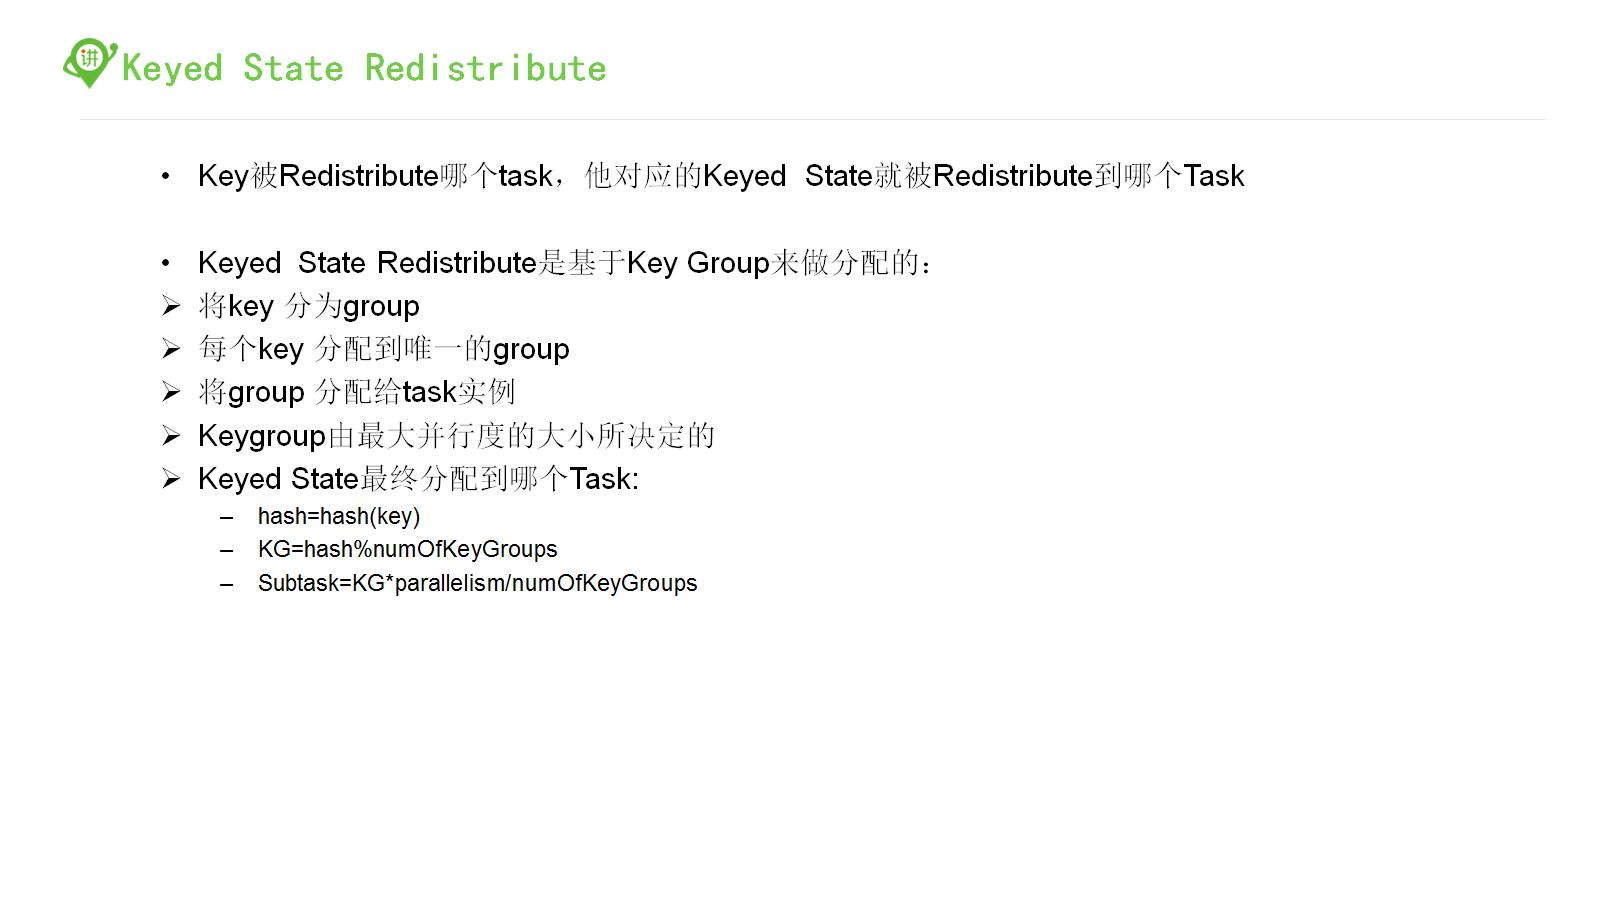 讲
Keyed State Redistribute
• Key被Redistribute哪个task，他对应的Keyed  State就被Redistribute到哪个Task
• Keyed  State Redistribute是基于Key Group来做分配的：
➢ 将key 分为group
➢ 每个key 分配到唯一的group
➢ 将group 分配给task实例
➢ Keygroup由最大并行度的大小所决定的
➢ Keyed State最终分配到哪个Task:
– hash=hash(key)
– KG=hash%numOfKeyGroups
– Subtask=KG*parallelism/numOfKeyGroups